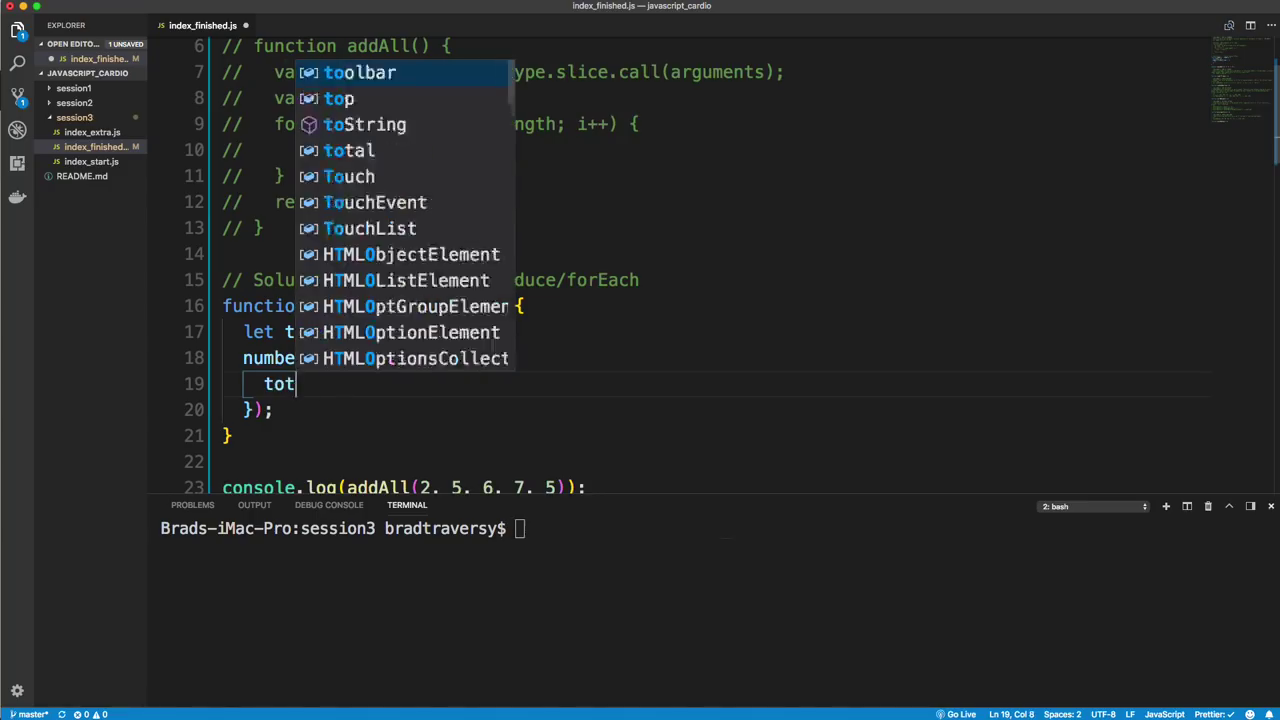 index_finished.js — javascript_cardio
EXPLORER
index_finished.js
OPEN EDITO... 1 UNSAVED
index_finishe... M
JAVASCRIPT_CARDIO
session1
session2
session3
index_extra.js
index_finished... M
index_start.js
README.md
1
1
6 // function addAll() {
7 // va ype.slice.call(arguments);
8 // va
9 // fo ngth; i++) {
10 //
11 // }
12 // re
13 // }
14
15 // Solu duce/forEach
16 functio {
17 let t
18 numbe
19 tot
20 });
21 }
22
23 console.log(addAll(2, 5, 6, 7, 5));
toolbar
top
toString
total
Touch
TouchEvent
TouchList
HTMLObjectElement
HTMLOListElement
HTMLOptGroupElemen
HTMLOptionElement
HTMLOptionsCollect
PROBLEMS OUTPUT DEBUG CONSOLE TERMINAL 2: bash
Brads-iMac-Pro:session3 bradtraversy$
master* 0 0 Go Live Ln 19, Col 8 Spaces: 2 UTF-8 LF JavaScript Prettier: ✓